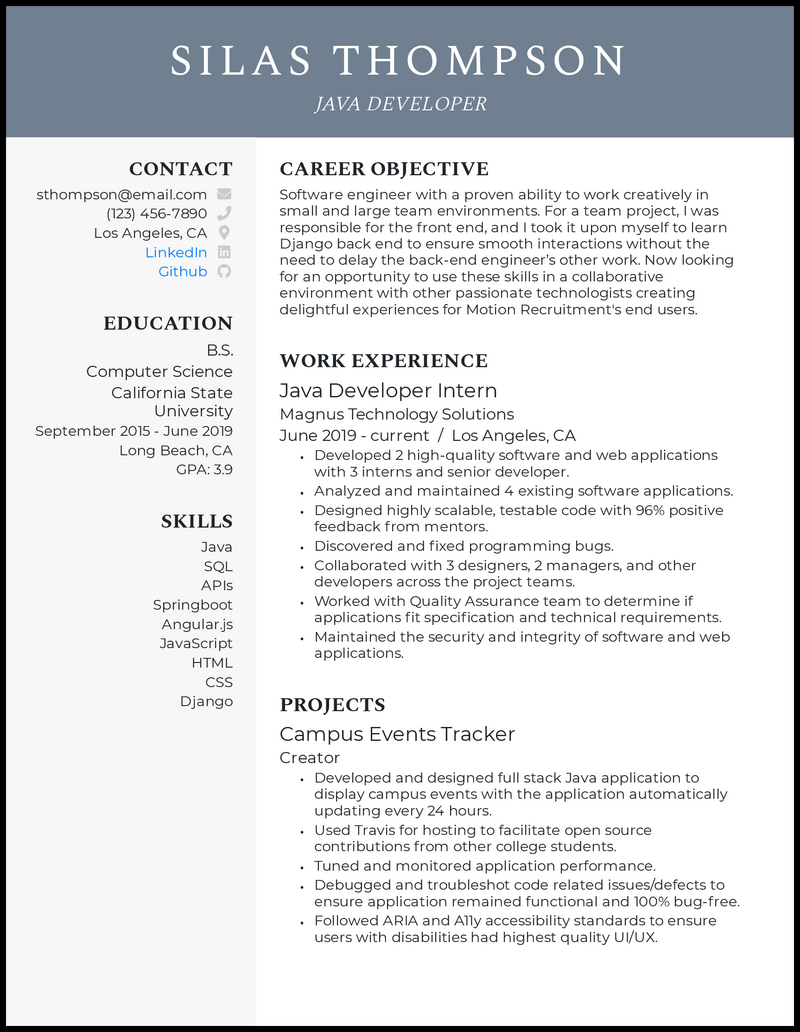 SILAS THOMPSON
JAVA DEVELOPER
CONTACT
sthompson@email.com
(123) 456-7890
Los Angeles, CA
LinkedIn
Github
EDUCATION
B.S.
Computer Science
California State
University
September 2015 - June 2019
Long Beach, CA
GPA: 3.9
SKILLS
Java
SQL
APIs
Springboot
Angular.js
JavaScript
HTML
CSS
Django
CAREER OBJECTIVE
Software engineer with a proven ability to work creatively in
small and large team environments. For a team project, I was
responsible for the front end, and I took it upon myself to learn
Django back end to ensure smooth interactions without the
need to delay the back-end engineer's other work. Now looking
for an opportunity to use these skills in a collaborative
environment with other passionate technologists creating
delightful experiences for Motion Recruitment's end users.
WORK EXPERIENCE
Java Developer Intern
Magnus Technology Solutions
June 2019 - current / Los Angeles, CA
• Developed 2 high-quality software and web applications
with 3 interns and senior developer.
• Analyzed and maintained 4 existing software applications.
• Designed highly scalable, testable code with 96% positive
feedback from mentors.
• Discovered and fixed programming bugs.
• Collaborated with 3 designers, 2 managers, and other
developers across the project teams.
• Worked with Quality Assurance team to determine if
applications fit specification and technical requirements.
• Maintained the security and integrity of software and web
applications.
PROJECTS
Campus Events Tracker
Creator
• Developed and designed full stack Java application to
display campus events with the application automatically
updating every 24 hours.
• Used Travis for hosting to facilitate open source
contributions from other college students.
• Tuned and monitored application performance.
• Debugged and troubleshot code related issues/defects to
ensure application remained functional and 100% bug-free.
• Followed ARIA and A11y accessibility standards to ensure
users with disabilities had highest quality UI/UX.